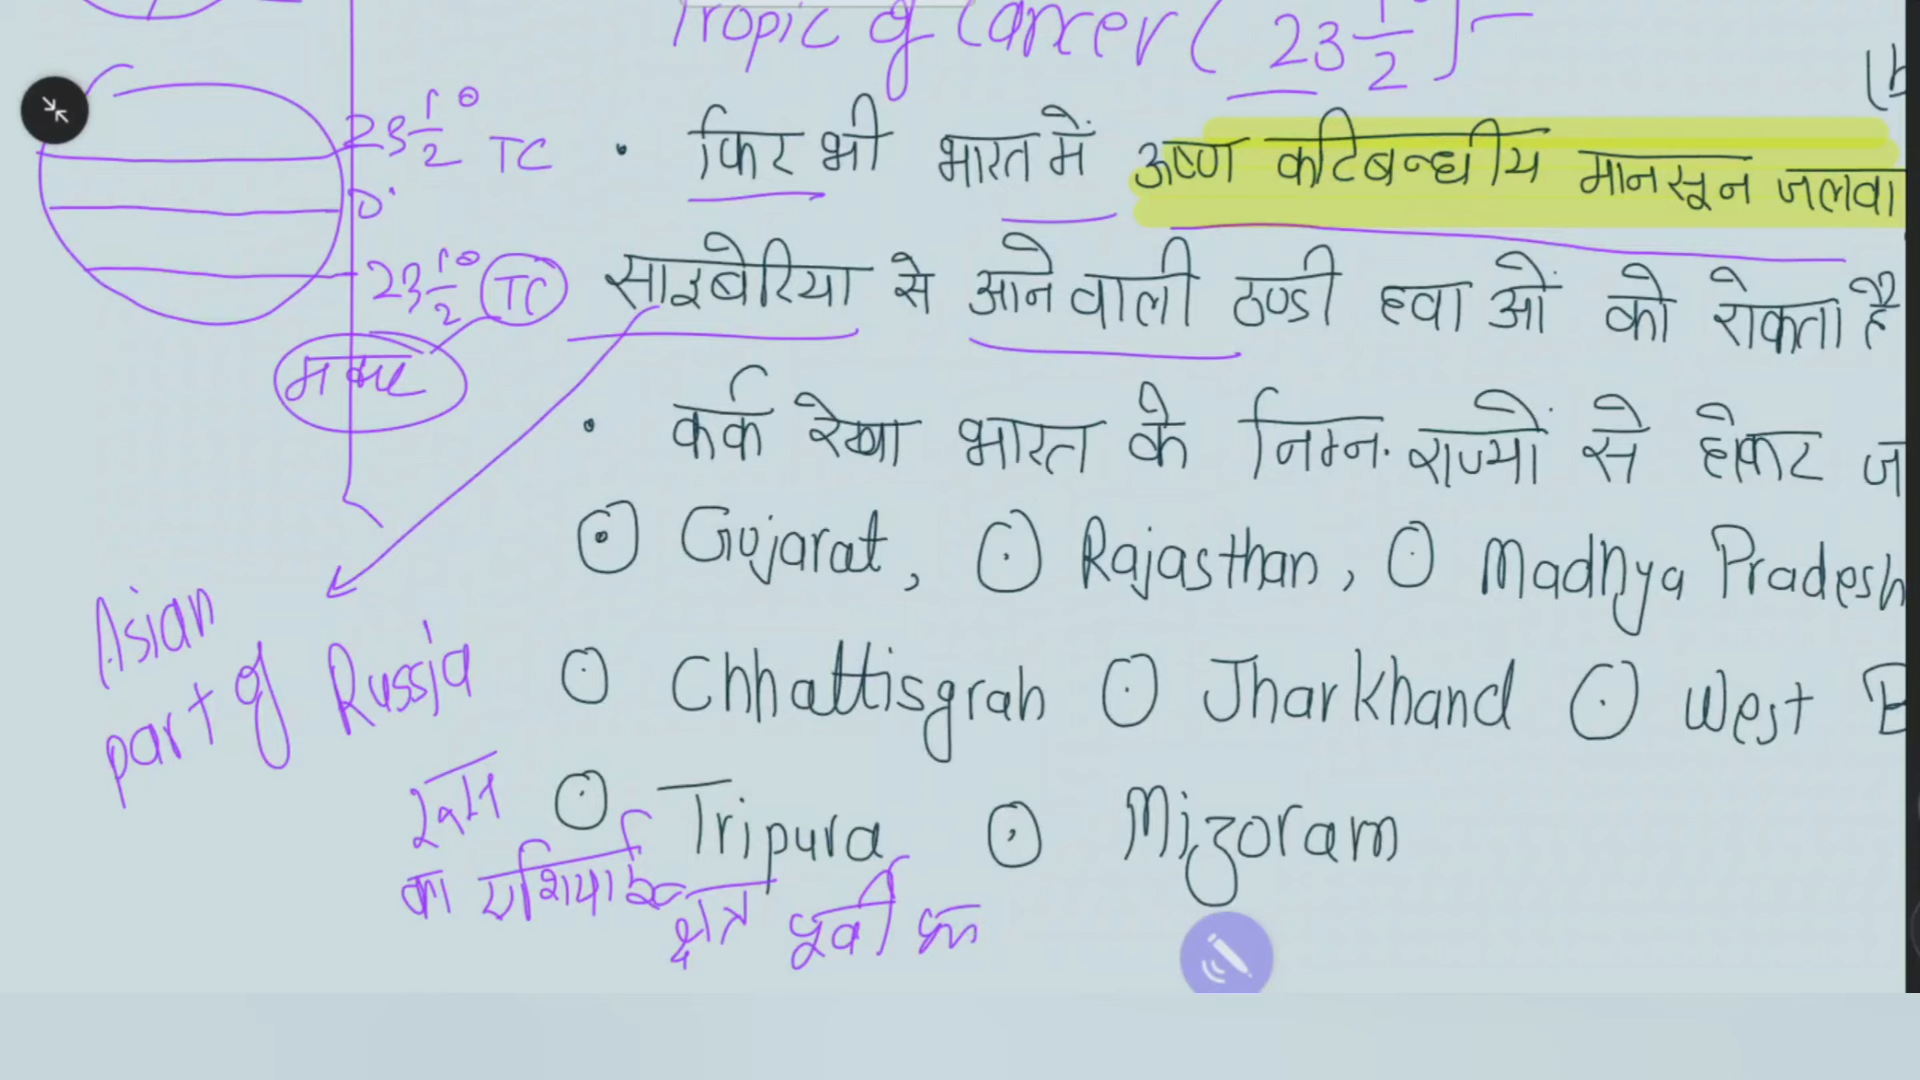 Tropic of Cancer ( 23 1/2 ) -
23 1/2° TC
0°
23 1/2° TC
मकर
• फिर भी भारत में ऊष्ण कटिबन्धीय मानसून जलवा
साइबेरिया से आने वाली ठण्डी हवा ओं को रोकता है
• कर्क रेखा भारत के निम्न राज्यों से होकर ज
⊙ Gujarat, ⊙ Rajasthan, ⊙ Madhya Pradesh
⊙ Chhattisgrah ⊙ Jharkhand ⊙ West B
⊙ Tripura ⊙ Mizoram
Asian
part of Russia
का एशियाई क्षेत्र पूर्वी